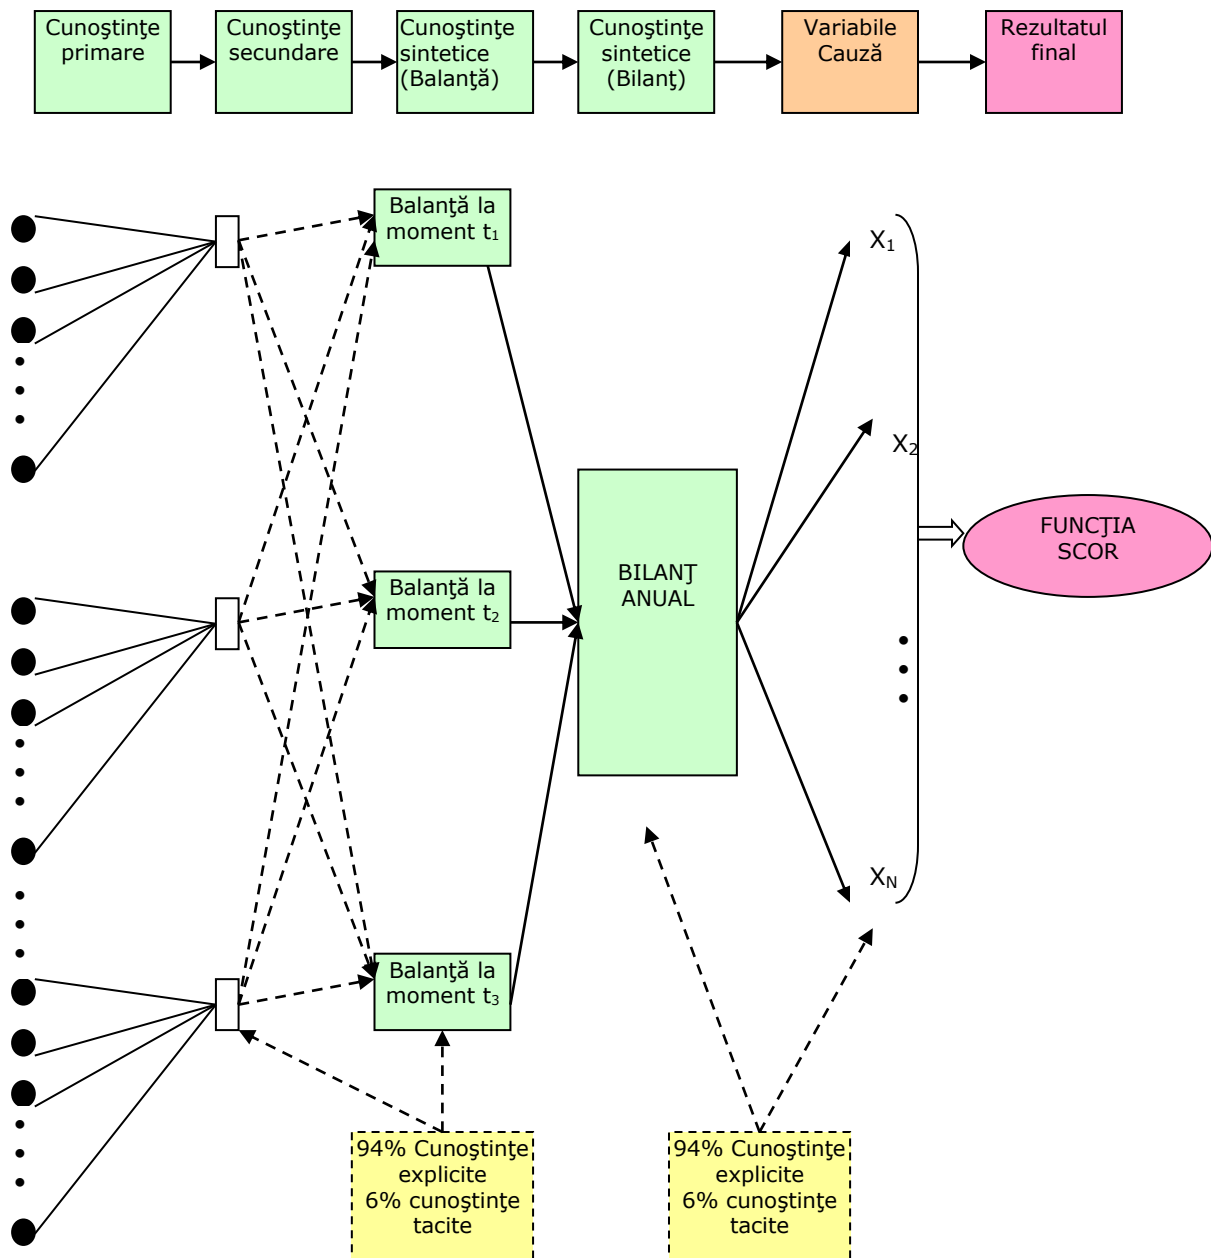 Cunoştinţe
primare
Cunoştinţe
secundare
Cunoştinţe
sintetice
(Balanţă)
Cunoştinţe
sintetice
(Bilanţ)
Variabile
Cauză
Rezultatul
final
Balanţă la
moment t₁
X₁
X₂
FUNCŢIA
SCOR
Balanţă la
moment t₂
BILANŢ
ANUAL
X_N
Balanţă la
moment t₃
94% Cunoştinţe
explicite
6% cunoştinţe
tacite
94% Cunoştinţe
explicite
6% cunoştinţe
tacite